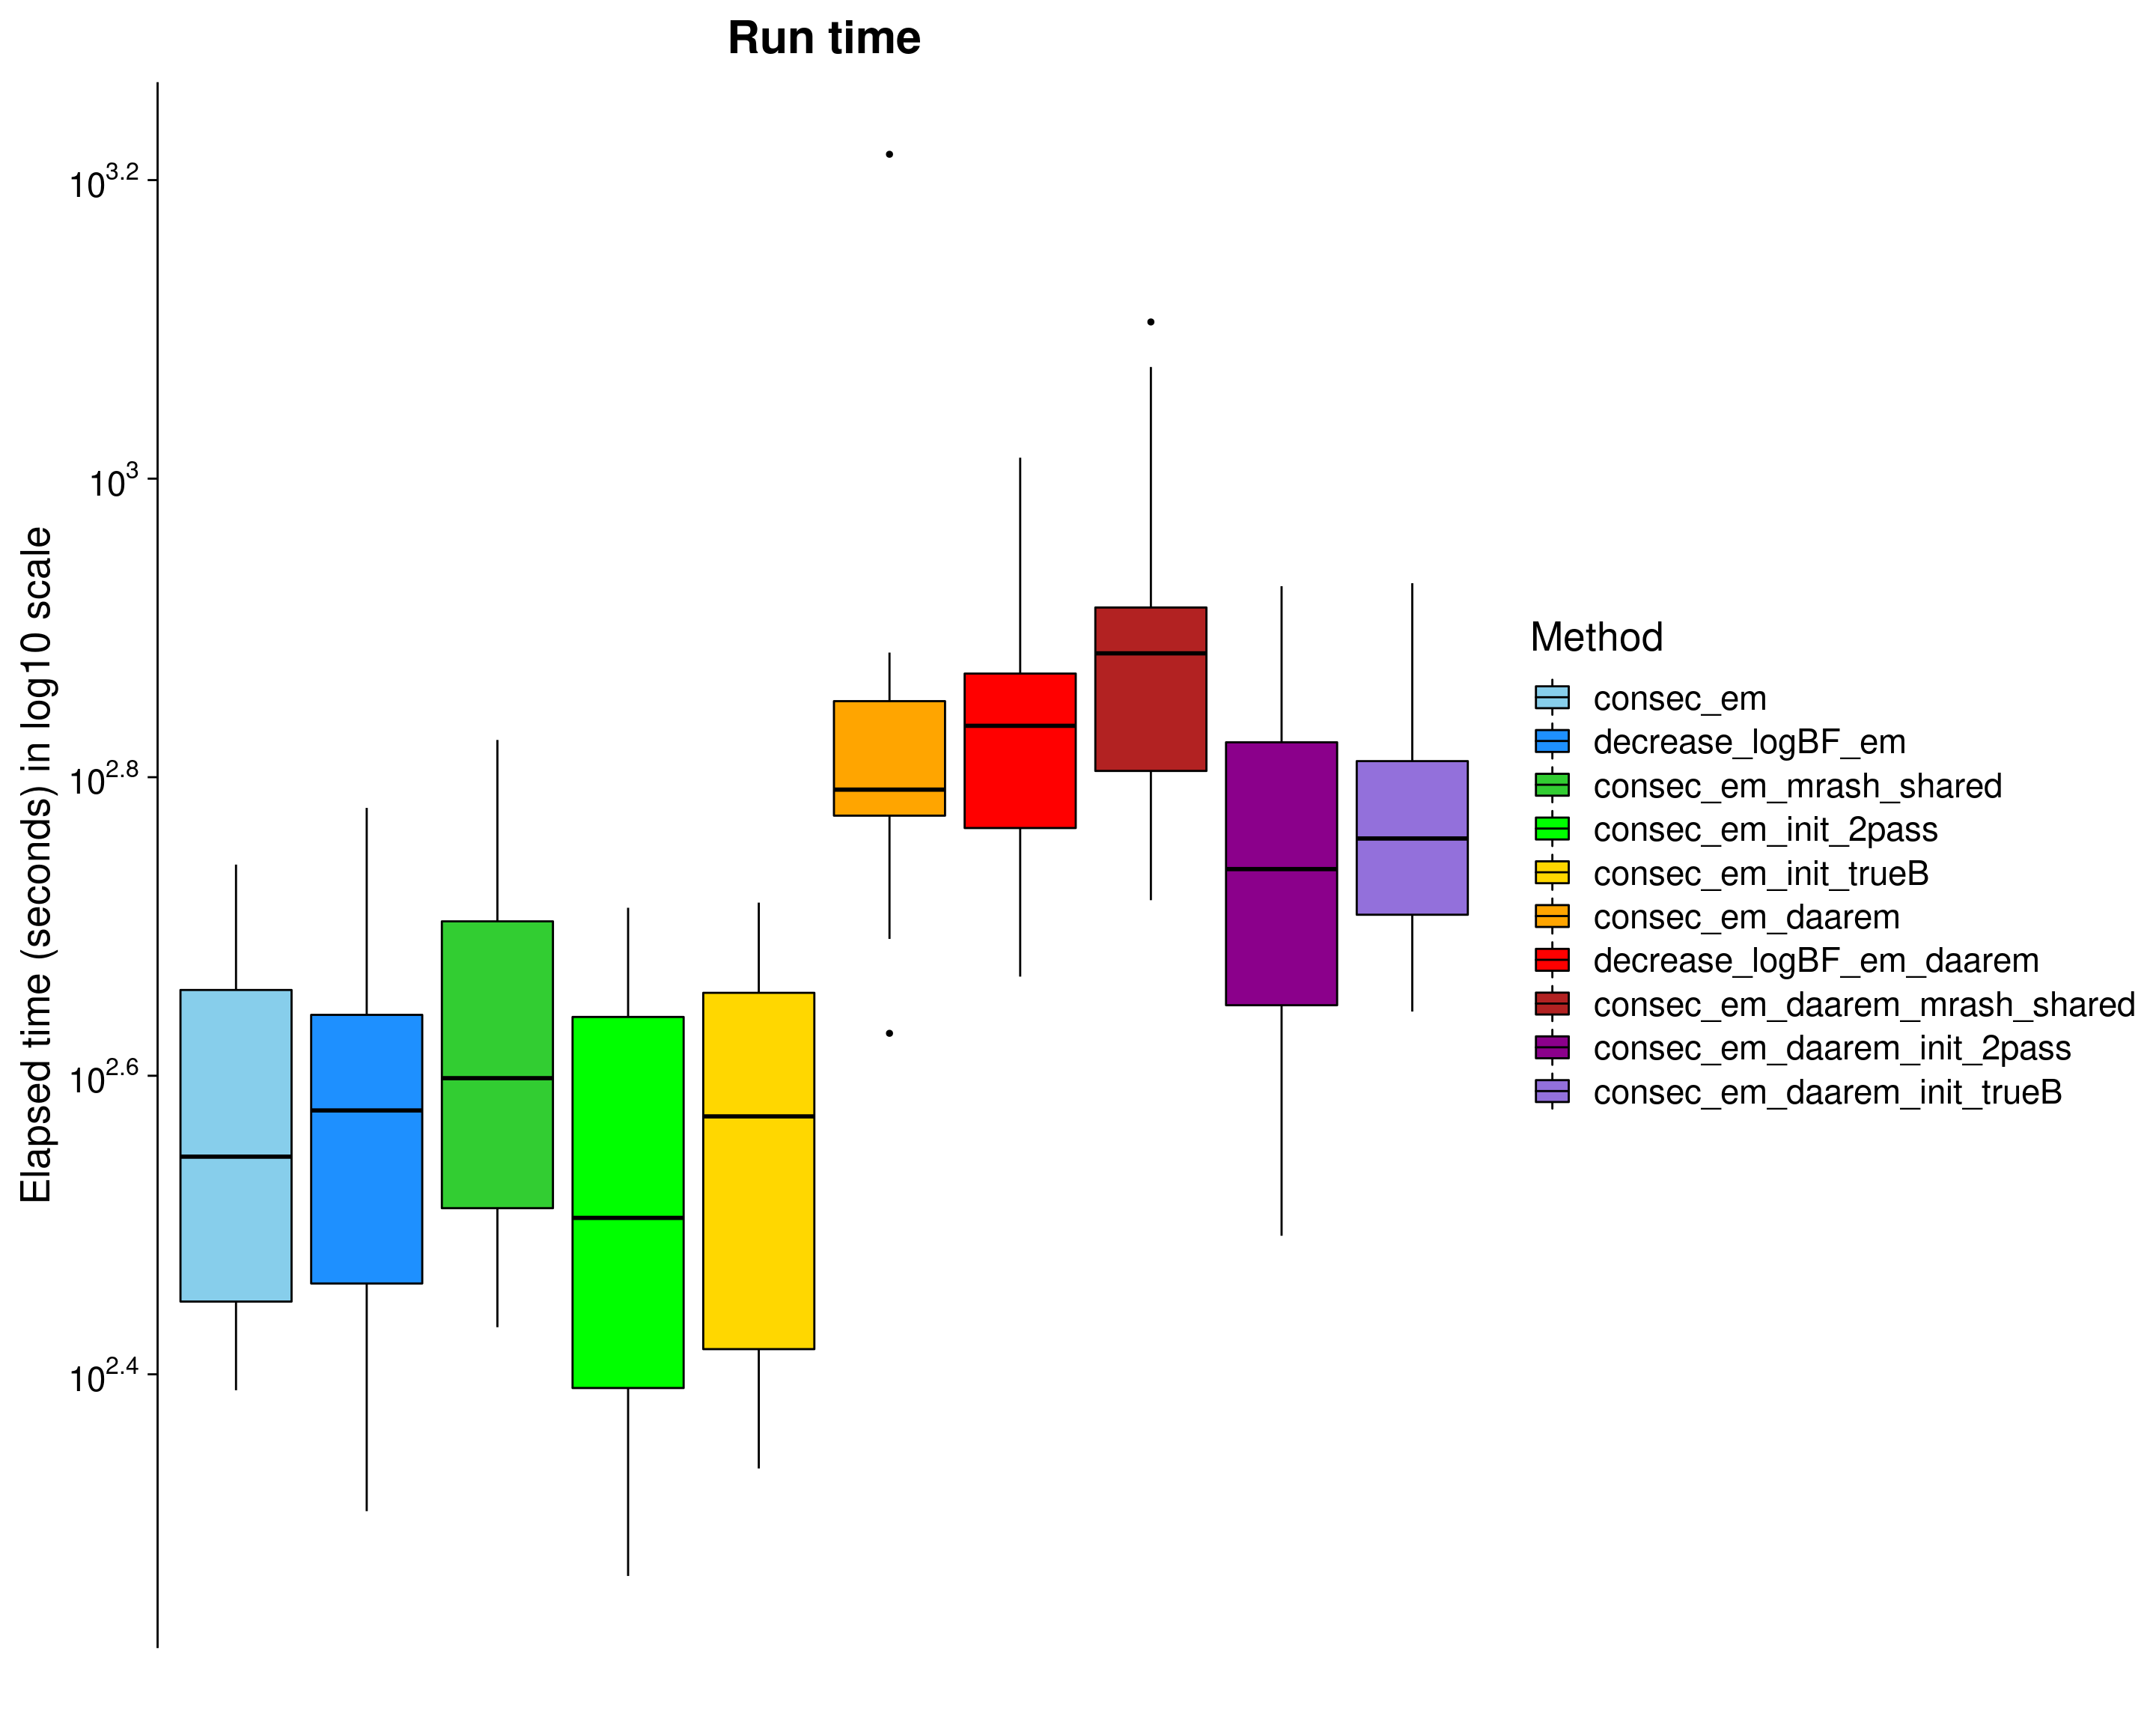 Run time
Elapsed time (seconds) in log10 scale
10^3.2
10^3
10^2.8
10^2.6
10^2.4
Method
consec_em
decrease_logBF_em
consec_em_mrash_shared
consec_em_init_2pass
consec_em_init_trueB
consec_em_daarem
decrease_logBF_em_daarem
consec_em_daarem_mrash_shared
consec_em_daarem_init_2pass
consec_em_daarem_init_trueB